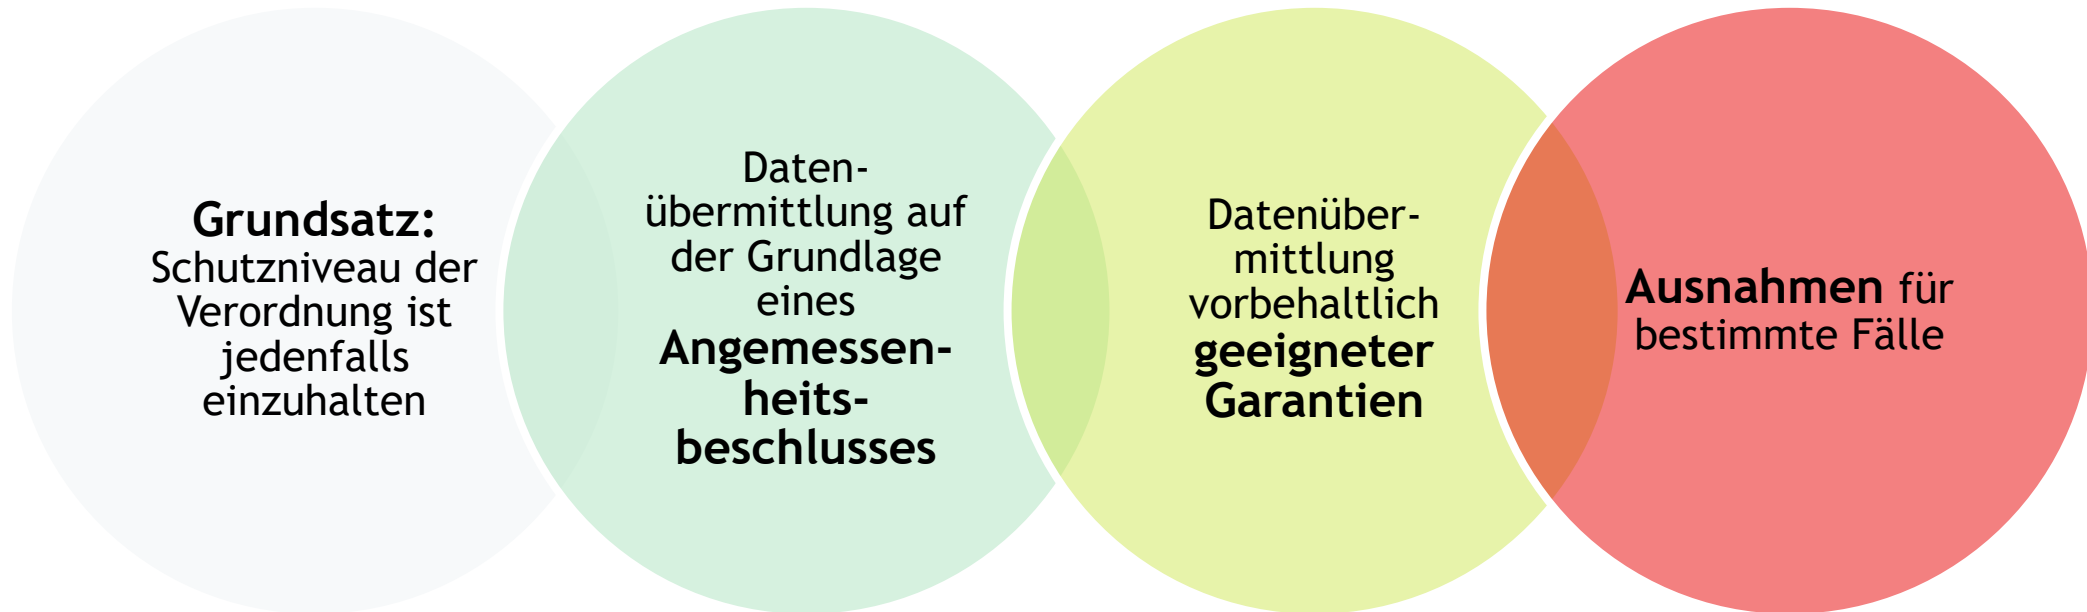 Grundsatz:
Schutzniveau der
Verordnung ist
jedenfalls
einzuhalten
Daten-
übermittlung auf
der Grundlage
eines
Angemessen-
heits-
beschlusses
Datenüber-
mittlung
vorbehaltlich
geeigneter
Garantien
Ausnahmen für
bestimmte Fälle